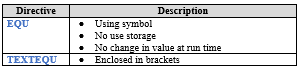 Directive Description
EQU • Using symbol
• No use storage
• No change in value at run time
TEXTEQU • Enclosed in brackets